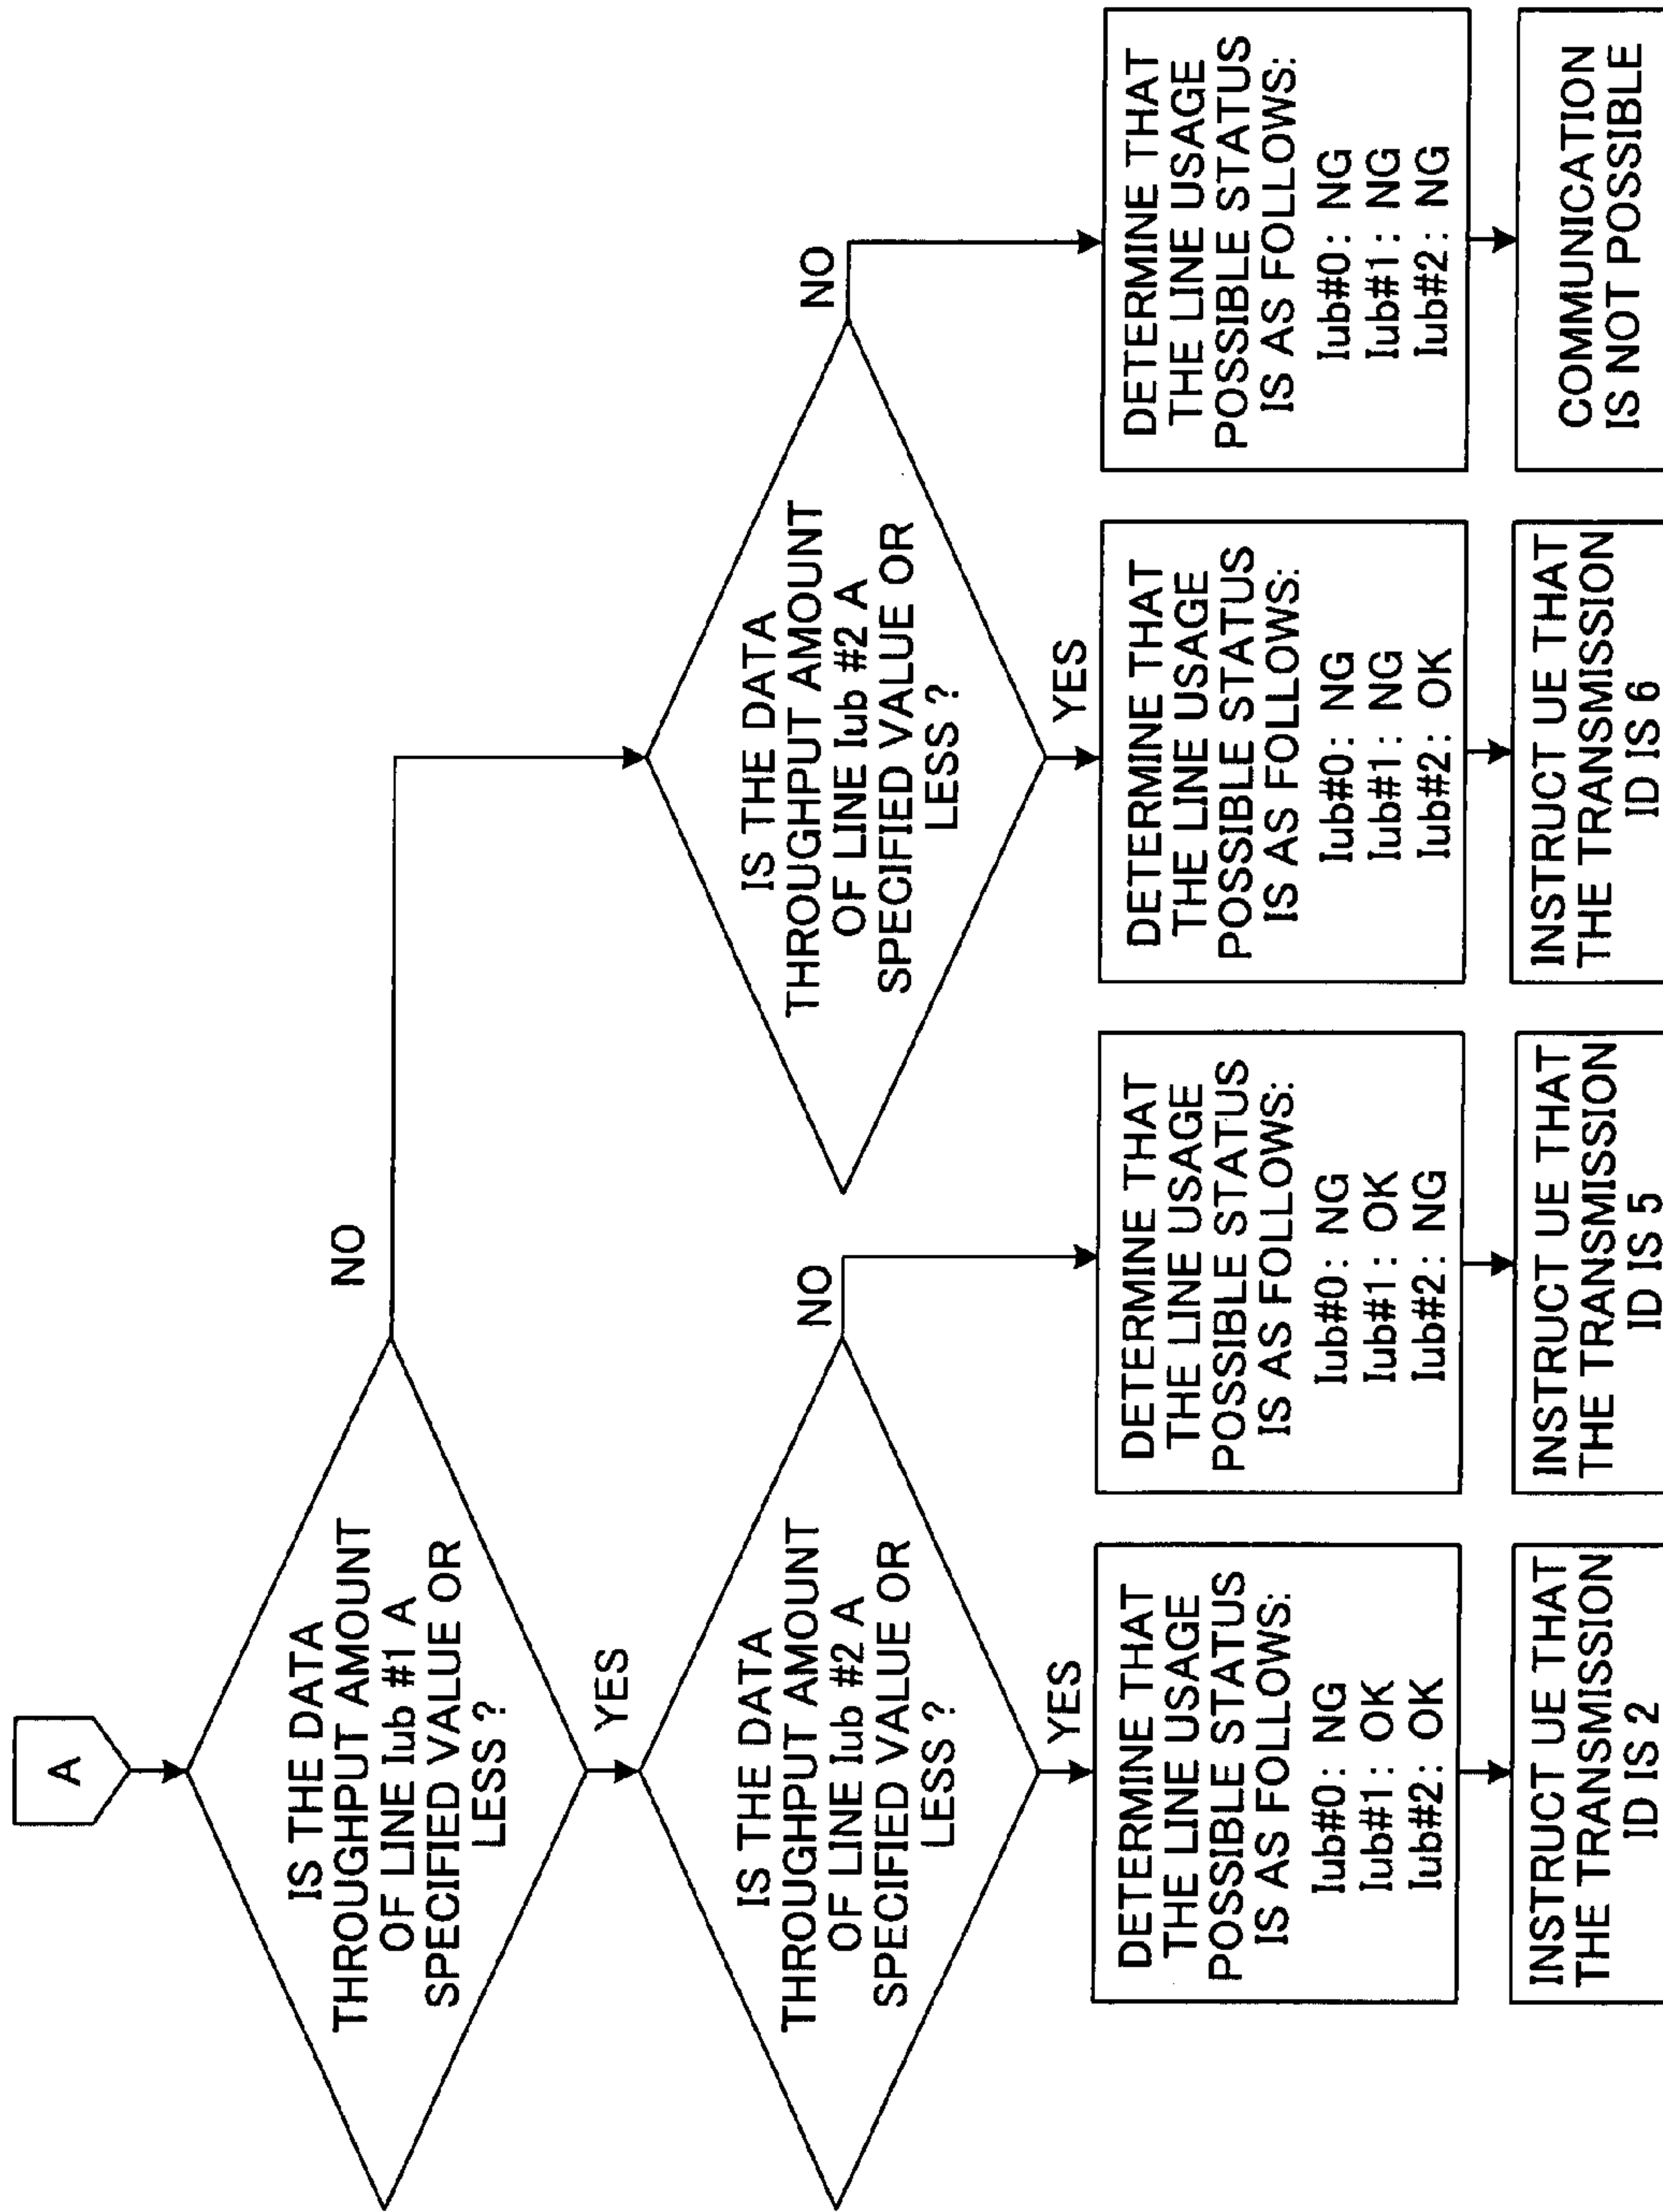 A
IS THE DATA
THROUGHPUT AMOUNT
OF LINE Iub #1 A
SPECIFIED VALUE OR
LESS ?
NO
YES
IS THE DATA
THROUGHPUT AMOUNT
OF LINE Iub #2 A
SPECIFIED VALUE OR
LESS ?
NO
YES
IS THE DATA
THROUGHPUT AMOUNT
OF LINE Iub #2 A
SPECIFIED VALUE OR
LESS ?
NO
YES
DETERMINE THAT
THE LINE USAGE
POSSIBLE STATUS
IS AS FOLLOWS:
Iub#0: NG
Iub#1: OK
Iub#2: OK
DETERMINE THAT
THE LINE USAGE
POSSIBLE STATUS
IS AS FOLLOWS:
Iub#0: NG
Iub#1: OK
Iub#2: NG
DETERMINE THAT
THE LINE USAGE
POSSIBLE STATUS
IS AS FOLLOWS:
Iub#0: NG
Iub#1: NG
Iub#2: OK
DETERMINE THAT
THE LINE USAGE
POSSIBLE STATUS
IS AS FOLLOWS:
Iub#0: NG
Iub#1: NG
Iub#2: NG
INSTRUCT UE THAT
THE TRANSMISSION
ID IS 2
INSTRUCT UE THAT
THE TRANSMISSION
ID IS 5
INSTRUCT UE THAT
THE TRANSMISSION
ID IS 6
COMMUNICATION
IS NOT POSSIBLE